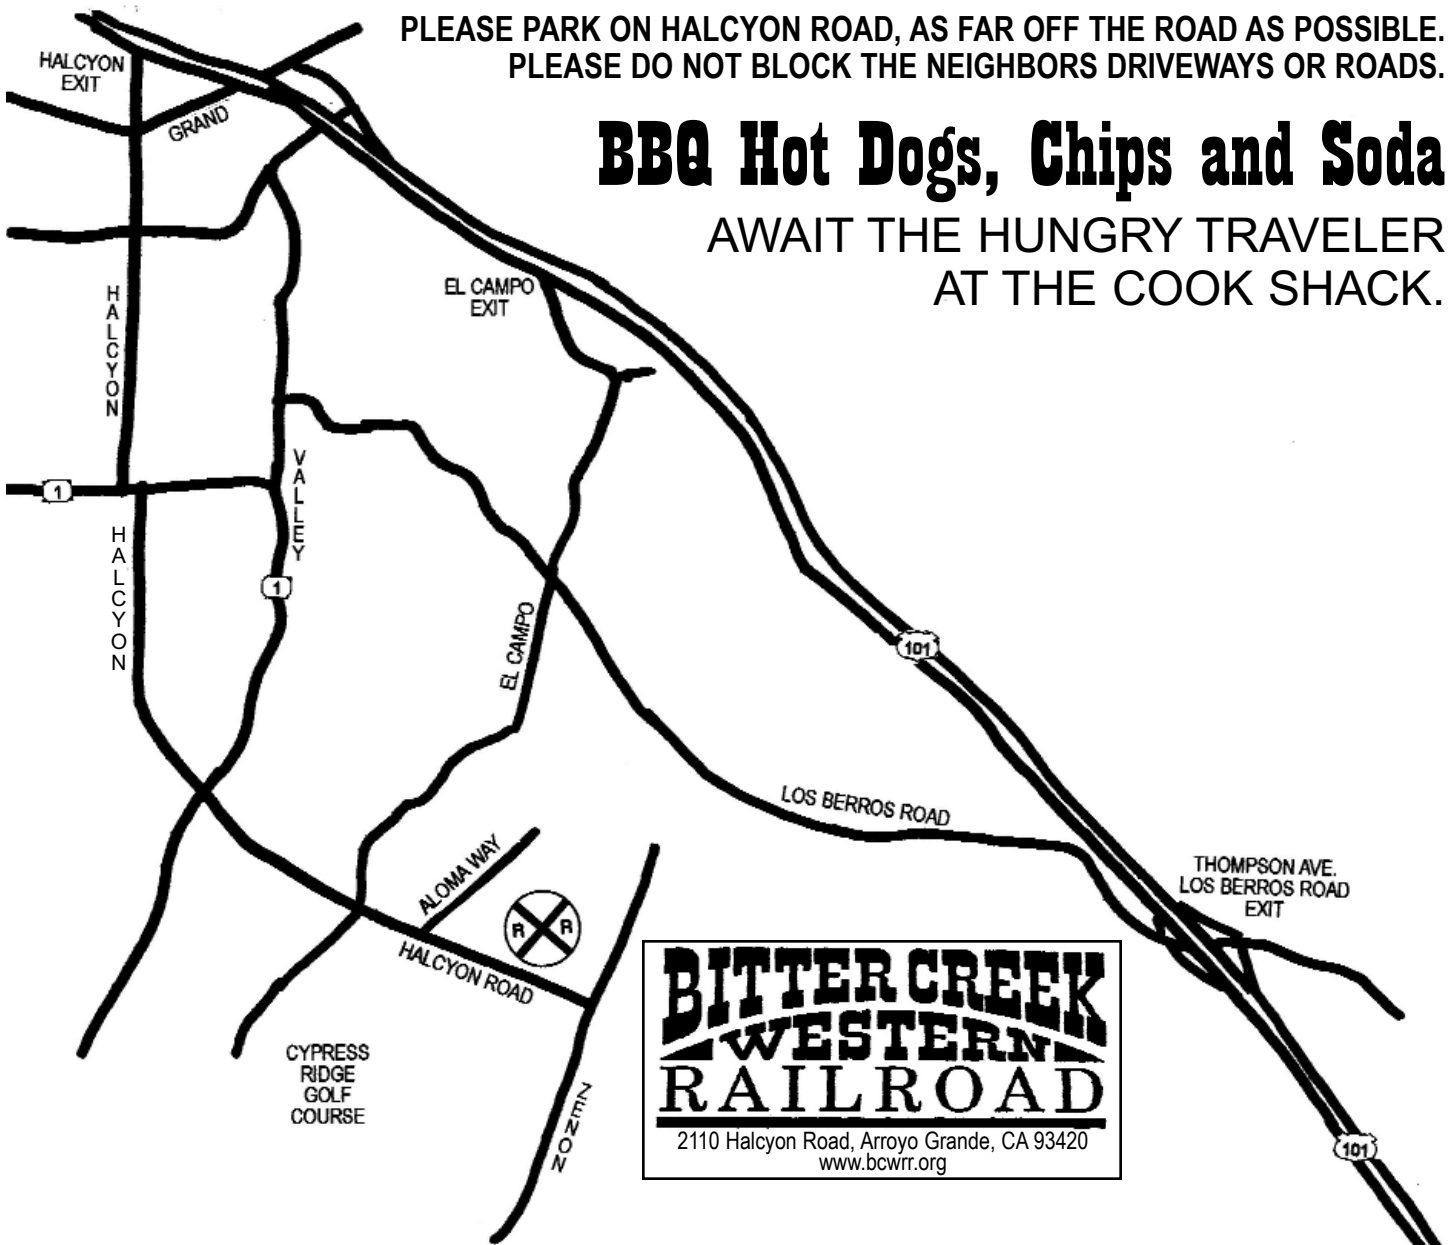 PLEASE PARK ON HALCYON ROAD, AS FAR OFF THE ROAD AS POSSIBLE.
PLEASE DO NOT BLOCK THE NEIGHBORS DRIVEWAYS OR ROADS.
BBQ Hot Dogs, Chips and Soda
AWAIT THE HUNGRY TRAVELER
AT THE COOK SHACK.
HALCYON
EXIT
GRAND
HALCYON
EL CAMPO
EXIT
VALLEY
1
HALCYON
1
EL CAMPO
101
LOS BERROS ROAD
THOMPSON AVE.
LOS BERROS ROAD
EXIT
ALOMA WAY
R R
HALCYON ROAD
CYPRESS
RIDGE
GOLF
COURSE
ZENON
BITTER CREEK
WESTERN
RAILROAD
2110 Halcyon Road, Arroyo Grande, CA 93420
www.bcwrr.org
101